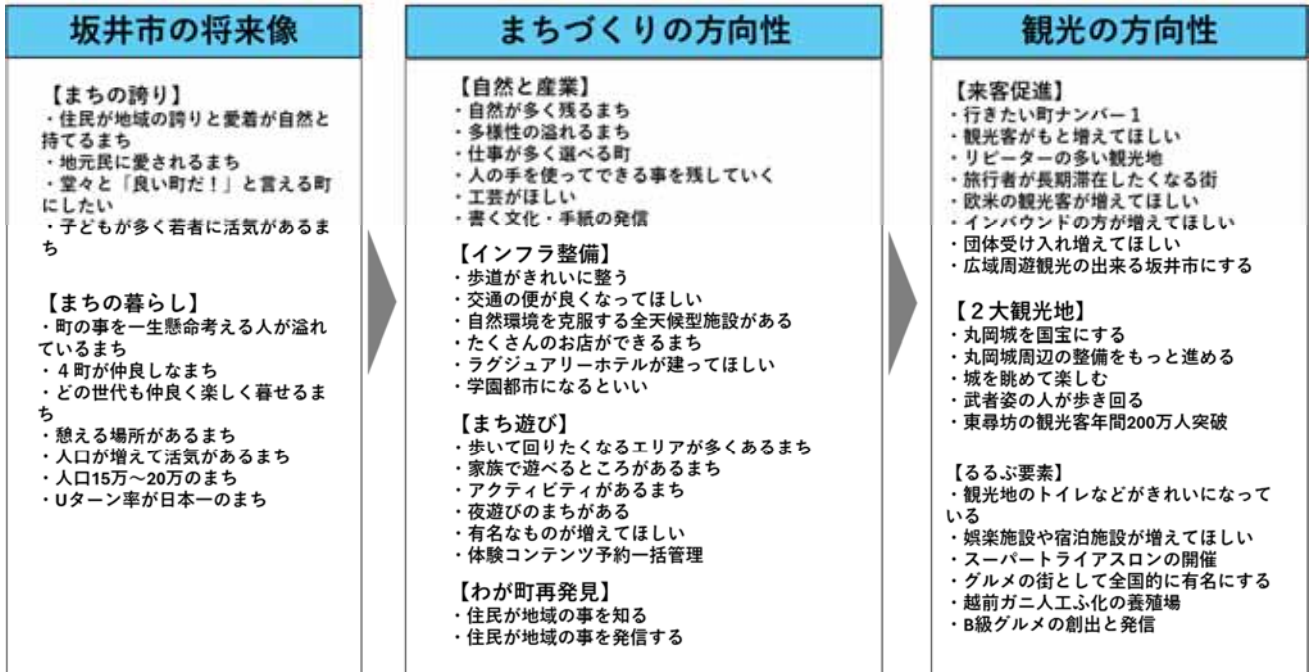 坂井市の将来像
【まちの誇り】
・住民が地域の誇りと愛着が自然と
持てるまち
・地元民に愛されるまち
・堂々と「良い町だ！」と言える町
にしたい
・子どもが多く若者に活気があるま
ち
【まちの暮らし】
・町の事を一生懸命考える人が溢れ
ているまち
・４町が仲良しなまち
・どの世代も仲良く楽しく暮せるま
ち
・憩える場所があるまち
・人口が増えて活気があるまち
・人口15万〜20万のまち
・Uターン率が日本一のまち
まちづくりの方向性
【自然と産業】
・自然が多く残るまち
・多様性の溢れるまち
・仕事が多く選べる町
・人の手を使ってできる事を残していく
・工芸がほしい
・書く文化・手紙の発信
【インフラ整備】
・歩道がきれいに整う
・交通の便が良くなってほしい
・自然環境を克服する全天候型施設がある
・たくさんのお店ができるまち
・ラグジュアリーホテルが建ってほしい
・学園都市になるといい
【まち遊び】
・歩いて回りたくなるエリアが多くあるまち
・家族で遊べるところがあるまち
・アクティビティがあるまち
・夜遊びのまちがある
・有名なものが増えてほしい
・体験コンテンツ予約一括管理
【わが町再発見】
・住民が地域の事を知る
・住民が地域の事を発信する
観光の方向性
【来客促進】
・行きたい町ナンバー１
・観光客がもと増えてほしい
・リピーターの多い観光地
・旅行者が長期滞在したくなる街
・欧米の観光客が増えてほしい
・インバウンドの方が増えてほしい
・団体受け入れ増えてほしい
・広域周遊観光の出来る坂井市にする
【２大観光地】
・丸岡城を国宝にする
・丸岡城周辺の整備をもっと進める
・城を眺めて楽しむ
・武者姿の人が歩き回る
・東尋坊の観光客年間200万人突破
【るるぶ要素】
・観光地のトイレなどがきれいになって
いる
・娯楽施設や宿泊施設が増えてほしい
・スーパートライアスロンの開催
・グルメの街として全国的に有名にする
・越前ガニ人工ふ化の養殖場
・B級グルメの創出と発信